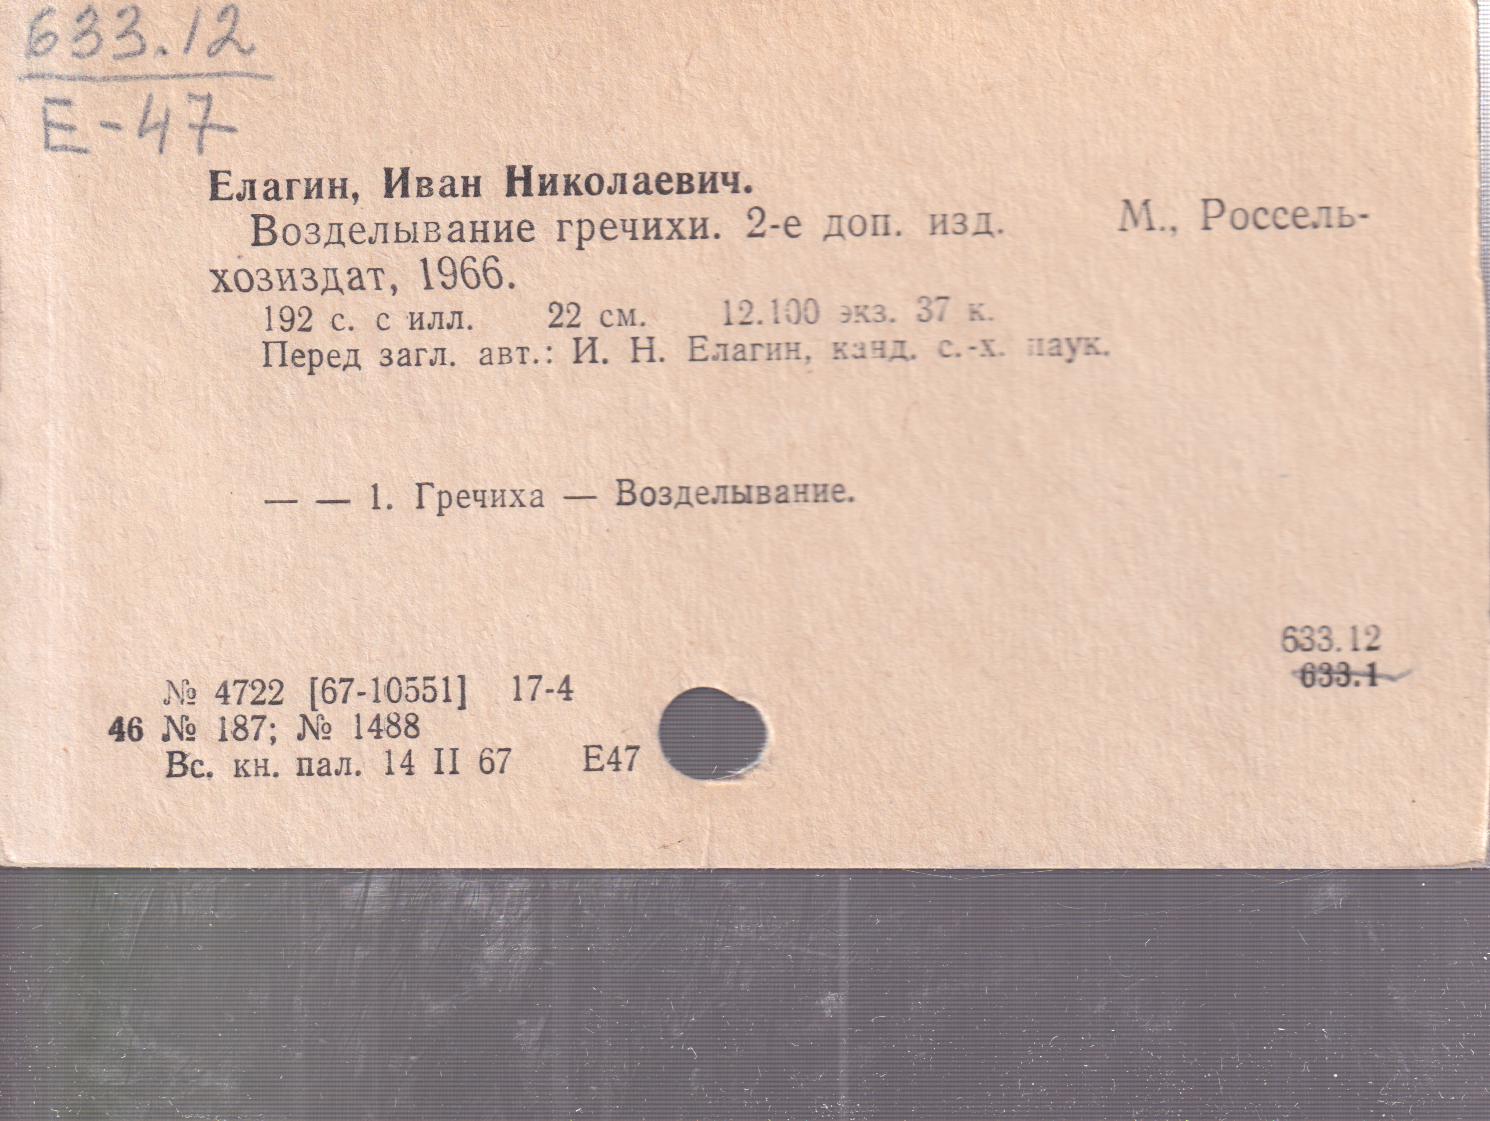 633.12
Е-47
Елагин, Иван Николаевич.
Возделывание гречихи. 2-е доп. изд. М., Россель-
хозиздат, 1966.
192 с. с илл. 22 см. 12.100 экз. 37 к.
Перед загл. авт.: И. Н. Елагин, канд. с.-х. наук.
— — 1. Гречиха — Возделывание.
633.12
633.1
№ 4722 [67-10551] 17-4
46 № 187; № 1488
Вс. кн. пал. 14 II 67 Е47